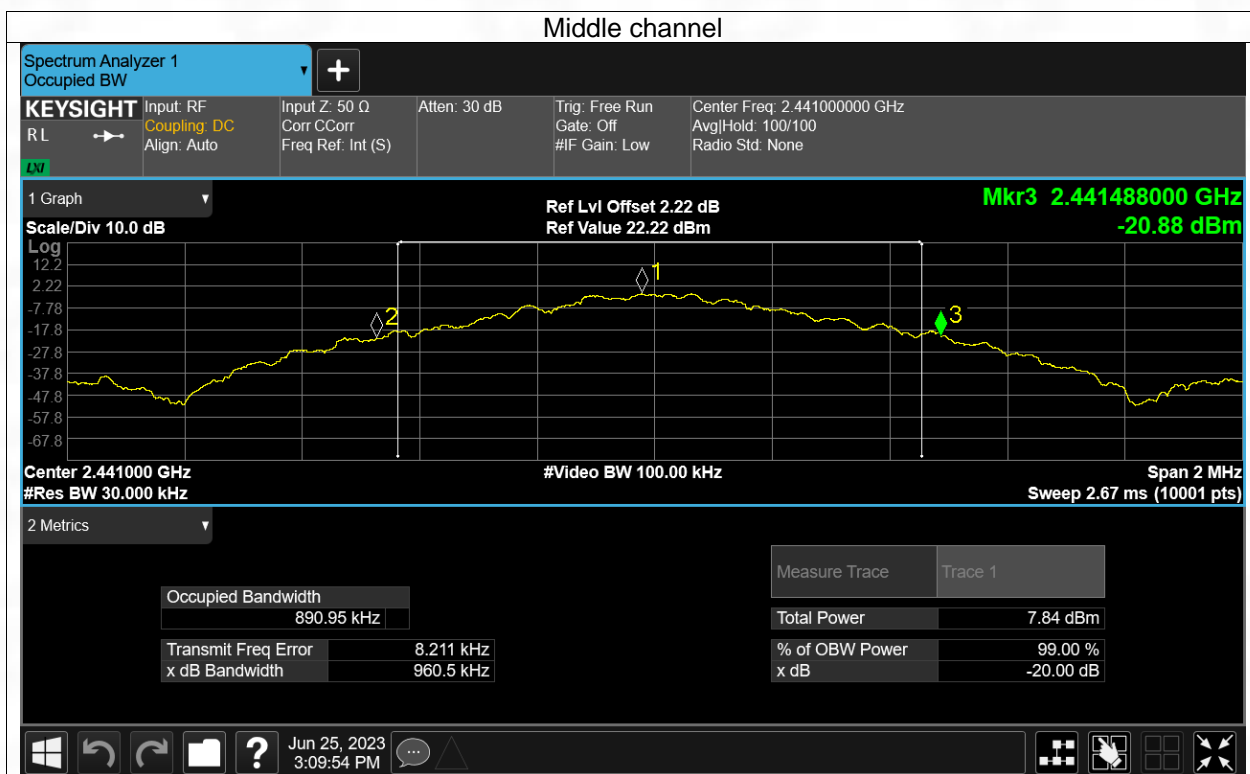 Middle channel
Spectrum Analyzer 1
Occupied BW
KEYSIGHT
R L
LXI
Input: RF
Coupling: DC
Align: Auto
Input Z: 50 Ω
Corr CCorr
Freq Ref: Int (S)
Atten: 30 dB
Trig: Free Run
Gate: Off
#IF Gain: Low
Center Freq: 2.441000000 GHz
Avg|Hold: 100/100
Radio Std: None
1 Graph
Scale/Div 10.0 dB
Ref Lvl Offset 2.22 dB
Ref Value 22.22 dBm
Mkr3 2.441488000 GHz
-20.88 dBm
Log
12.2
2.22
-7.78
-17.8
-27.8
-37.8
-47.8
-57.8
-67.8
1
2
3
Center 2.441000 GHz
#Video BW 100.00 kHz
Span 2 MHz
#Res BW 30.000 kHz
Sweep 2.67 ms (10001 pts)
2 Metrics
Measure Trace Trace 1
Occupied Bandwidth
890.95 kHz
Total Power 7.84 dBm
Transmit Freq Error 8.211 kHz
% of OBW Power 99.00 %
x dB Bandwidth 960.5 kHz
x dB -20.00 dB
?
Jun 25, 2023
3:09:54 PM